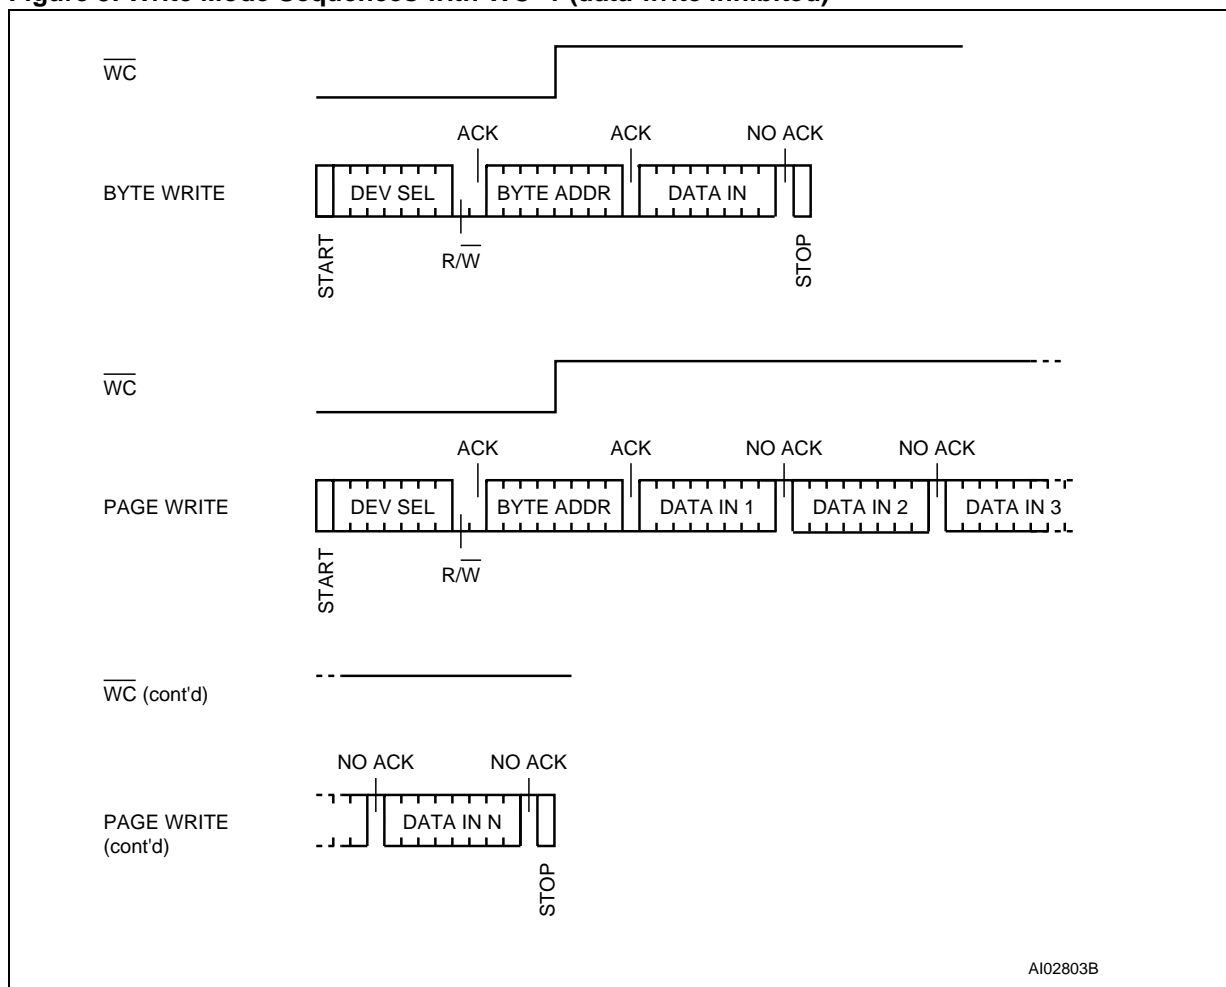 Figure 8. Write Mode Sequences with WC=1 (data write inhibited)
WC
ACK ACK NO ACK
BYTE WRITE DEV SEL BYTE ADDR DATA IN
START R/W STOP
WC
ACK ACK NO ACK NO ACK
PAGE WRITE DEV SEL BYTE ADDR DATA IN 1 DATA IN 2 DATA IN 3
START R/W
WC (cont'd)
NO ACK NO ACK
PAGE WRITE (cont'd) DATA IN N
STOP
AI02803B